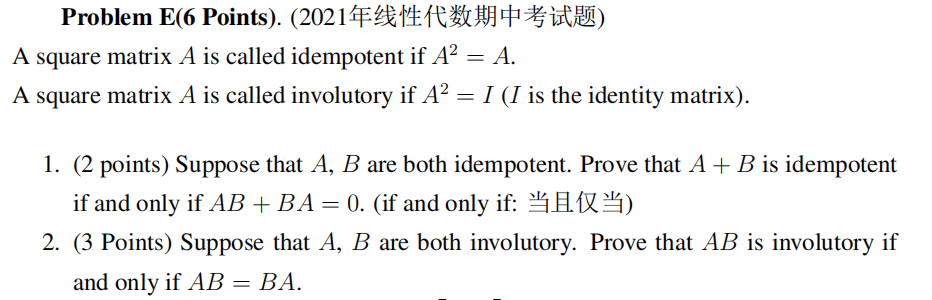 Problem E(6 Points). (2021年线性代数期中考试题)
A square matrix A is called idempotent if A² = A.
A square matrix A is called involutory if A² = I (I is the identity matrix).
1. (2 points) Suppose that A, B are both idempotent. Prove that A + B is idempotent
if and only if AB + BA = 0. (if and only if: 当且仅当)
2. (3 Points) Suppose that A, B are both involutory. Prove that AB is involutory if
and only if AB = BA.